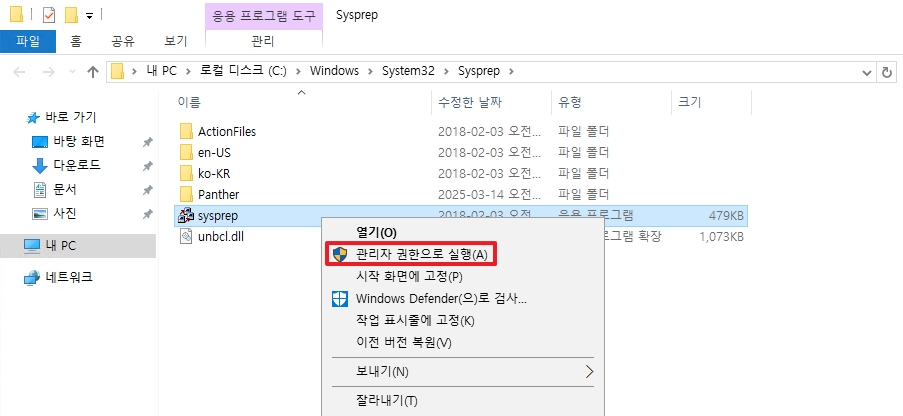 응용 프로그램 도구 Sysprep
파일 홈 공유 보기 관리
내 PC 로컬 디스크 (C:) Windows System32 Sysprep
이름 수정한 날짜 유형 크기
바로 가기
바탕 화면
다운로드
문서
사진
내 PC
네트워크
ActionFiles 2018-02-03 오전... 파일 폴더
en-US 2018-02-03 오전... 파일 폴더
ko-KR 2018-02-03 오전... 파일 폴더
Panther 2025-03-14 오전... 파일 폴더
sysprep 2018-02-03 오전... 응용 프로그램 479KB
unbcl.dll 로그램 확장 1,073KB
열기(O)
관리자 권한으로 실행(A)
시작 화면에 고정(P)
Windows Defender(으)로 검사...
작업 표시줄에 고정(K)
이전 버전 복원(V)
보내기(N)
잘라내기(T)